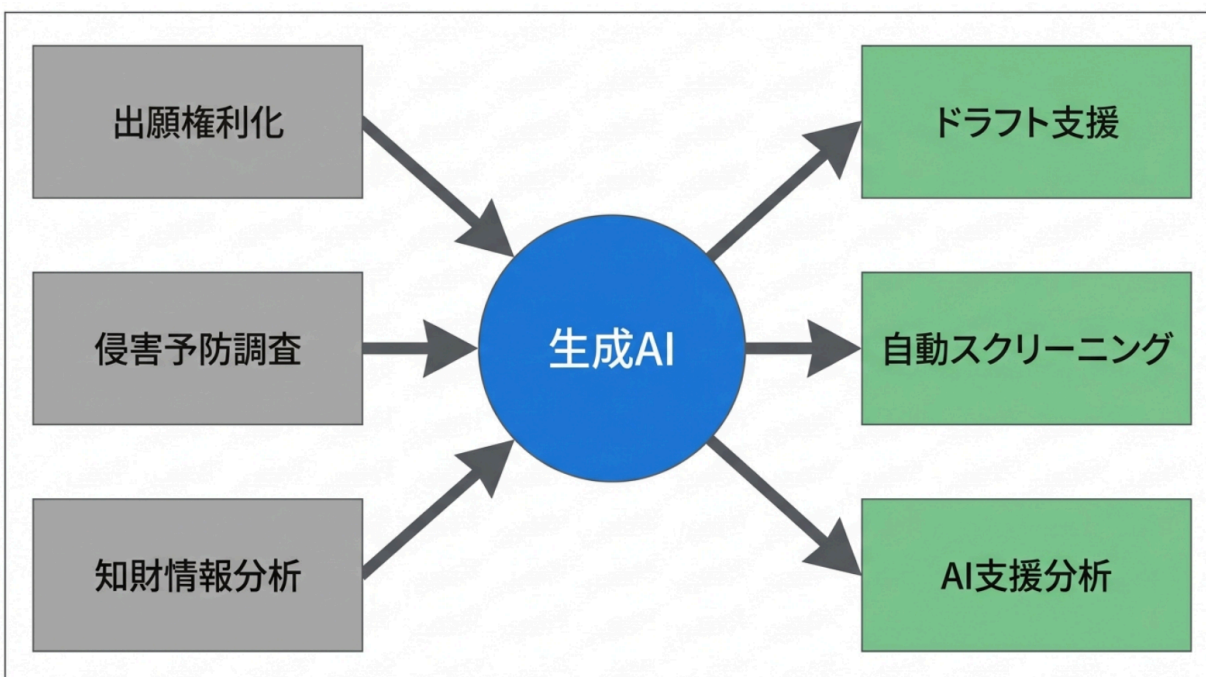 出願権利化
ドラフト支援
侵害予防調査
生成AI
自動スクリーニング
知財情報分析
AI支援分析